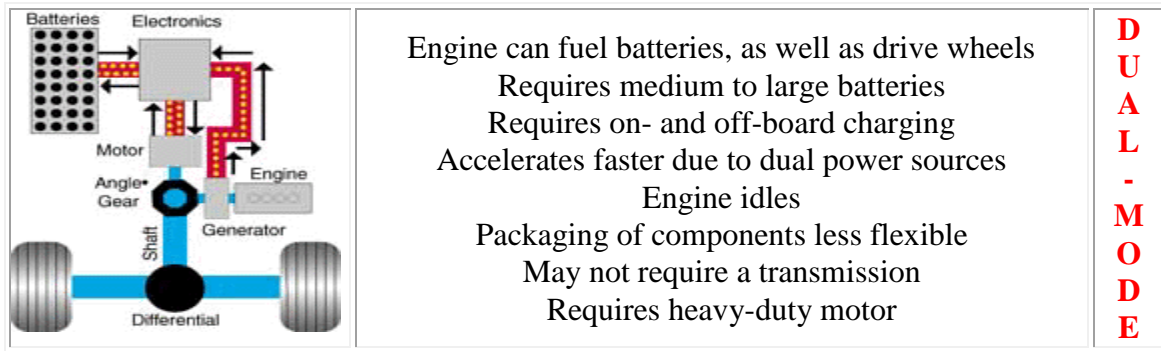 Batteries
Electronics
Motor
Angle•
Gear
Engine
Generator
Shaft
Differential
Engine can fuel batteries, as well as drive wheels
Requires medium to large batteries
Requires on- and off-board charging
Accelerates faster due to dual power sources
Engine idles
Packaging of components less flexible
May not require a transmission
Requires heavy-duty motor
D
U
A
L
-
M
O
D
E